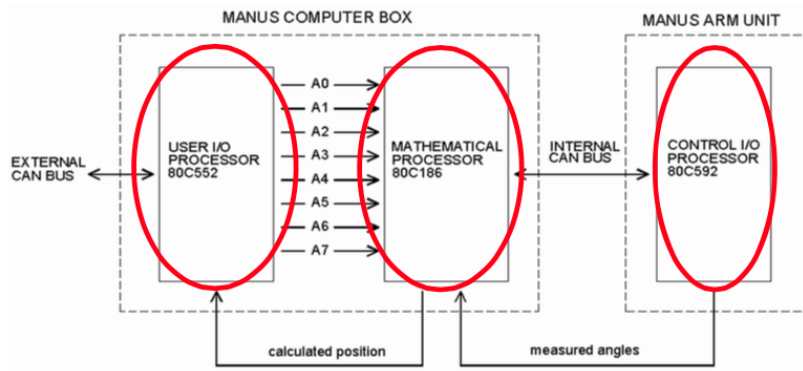 MANUS COMPUTER BOX
MANUS ARM UNIT
EXTERNAL
CAN BUS
USER I/O
PROCESSOR
80C552
A0
A1
A2
A3
A4
A5
A6
A7
MATHEMATICAL
PROCESSOR
80C186
INTERNAL
CAN BUS
CONTROL I/O
PROCESSOR
80C592
calculated position
measured angles